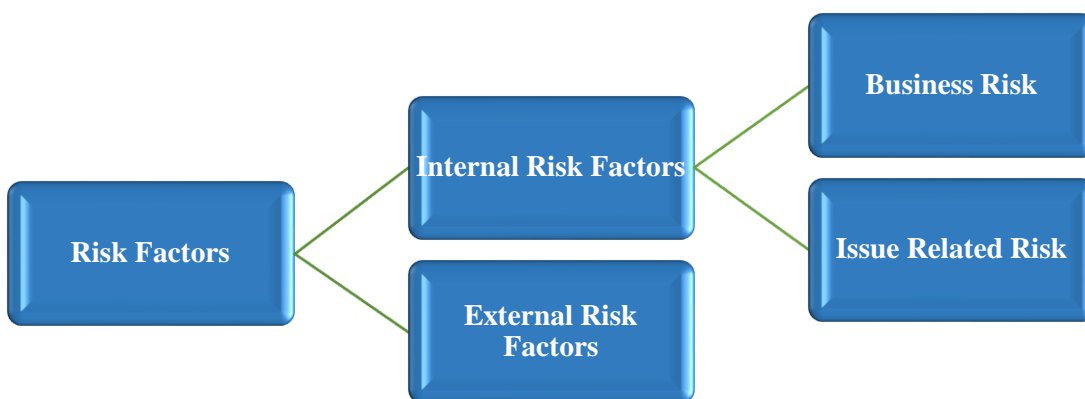 Risk Factors
Internal Risk Factors
External Risk
Factors
Business Risk
Issue Related Risk